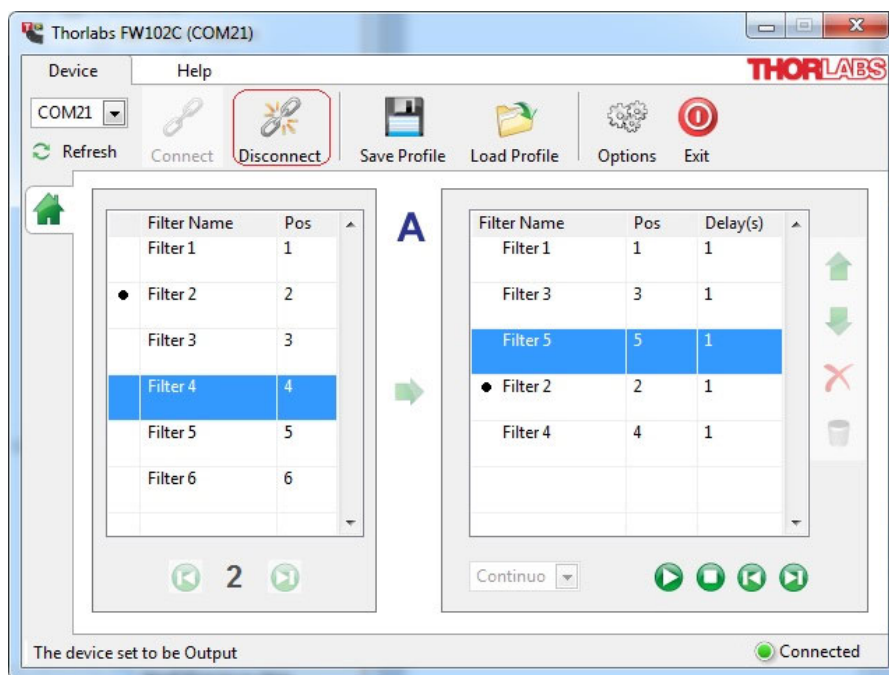 Thorlabs FW102C (COM21)
Device Help
THORLABS
COM21
Refresh
Connect
Disconnect
Save Profile
Load Profile
Options
Exit
Filter Name Pos
Filter 1 1
Filter 2 2
Filter 3 3
Filter 4 4
Filter 5 5
Filter 6 6
2
A
Filter Name Pos Delay(s)
Filter 1 1 1
Filter 3 3 1
Filter 5 5 1
Filter 2 2 1
Filter 4 4 1
Continuo
The device set to be Output
Connected